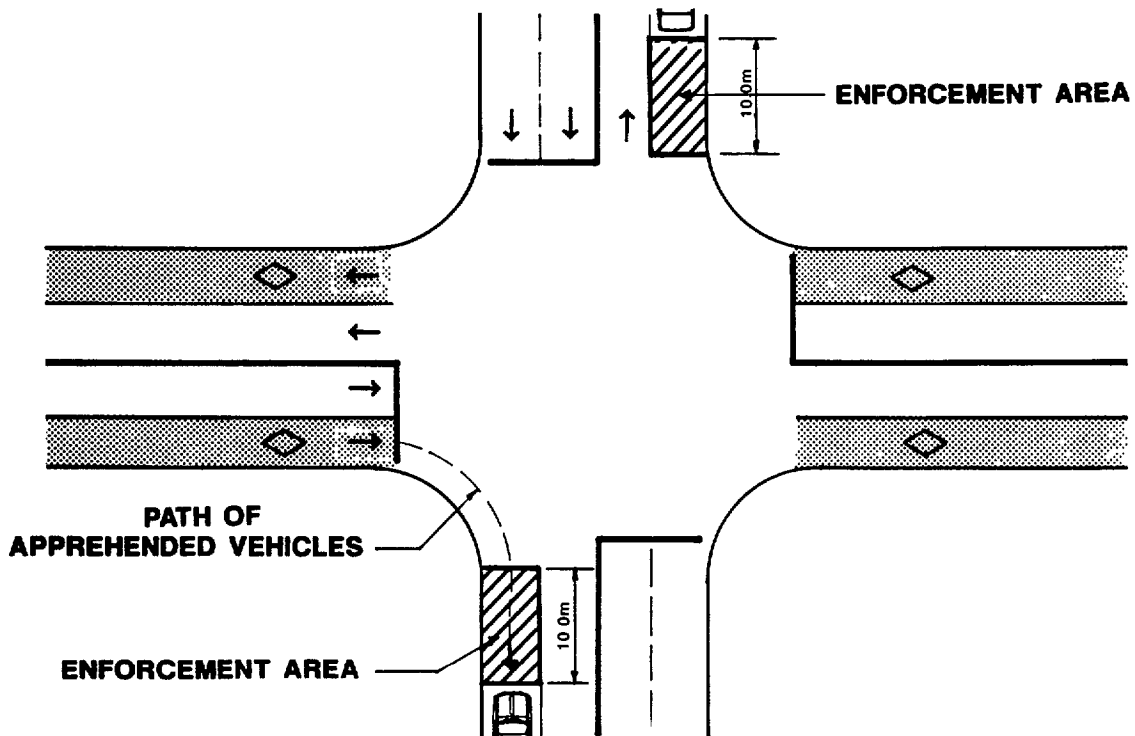 ENFORCEMENT AREA
10.0m
PATH OF
APPREHENDED VEHICLES
ENFORCEMENT AREA
10 0m